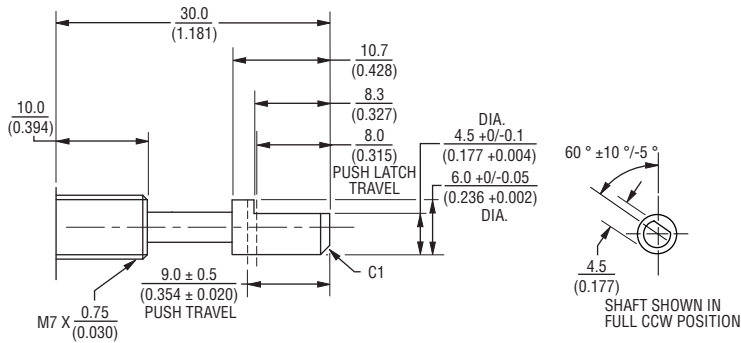 30.0
(1.181)
10.7
(0.428)
8.3
(0.327)
10.0
(0.394)
8.0
(0.315)
PUSH LATCH
TRAVEL
DIA.
4.5 +0/-0.1
(0.177 +0.004)
6.0 +0/-0.05
(0.236 +0.002)
DIA.
60 ° ±10 °/-5 °
9.0 ± 0.5
(0.354 ± 0.020)
PUSH TRAVEL
C1
M7 X 0.75
(0.030)
4.5
(0.177)
SHAFT SHOWN IN
FULL CCW POSITION